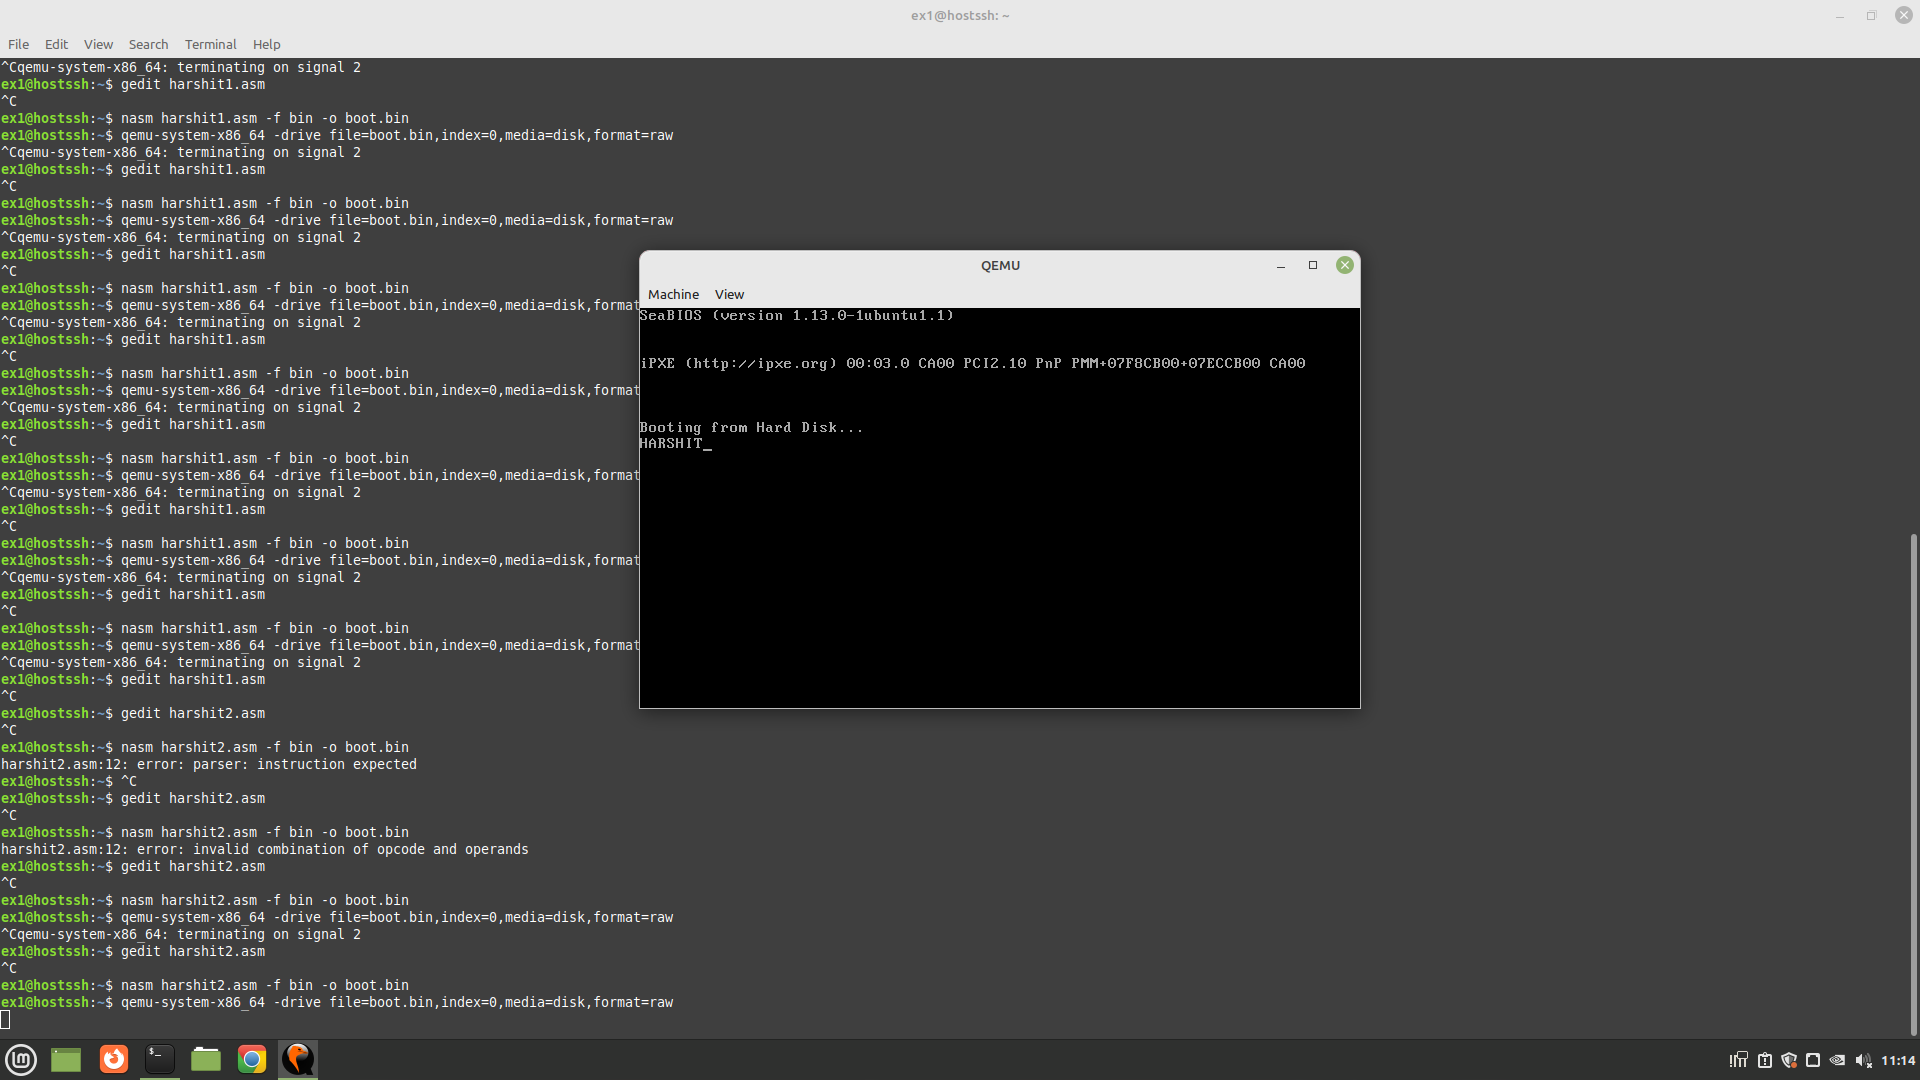 ex1@hostssh: ~
File Edit View Search Terminal Help
^Cqemu-system-x86_64: terminating on signal 2
ex1@hostssh:~$ gedit harshit1.asm
^C
ex1@hostssh:~$ nasm harshit1.asm -f bin -o boot.bin
ex1@hostssh:~$ qemu-system-x86_64 -drive file=boot.bin,index=0,media=disk,format=raw
^Cqemu-system-x86_64: terminating on signal 2
ex1@hostssh:~$ gedit harshit1.asm
^C
ex1@hostssh:~$ nasm harshit1.asm -f bin -o boot.bin
ex1@hostssh:~$ qemu-system-x86_64 -drive file=boot.bin,index=0,media=disk,format=raw
^Cqemu-system-x86_64: terminating on signal 2
ex1@hostssh:~$ gedit harshit1.asm
^C
ex1@hostssh:~$ nasm harshit1.asm -f bin -o boot.bin
ex1@hostssh:~$ qemu-system-x86_64 -drive file=boot.bin,index=0,media=disk,format
^Cqemu-system-x86_64: terminating on signal 2
ex1@hostssh:~$ gedit harshit1.asm
^C
ex1@hostssh:~$ nasm harshit1.asm -f bin -o boot.bin
ex1@hostssh:~$ qemu-system-x86_64 -drive file=boot.bin,index=0,media=disk,format
^Cqemu-system-x86_64: terminating on signal 2
ex1@hostssh:~$ gedit harshit1.asm
^C
ex1@hostssh:~$ nasm harshit1.asm -f bin -o boot.bin
ex1@hostssh:~$ qemu-system-x86_64 -drive file=boot.bin,index=0,media=disk,format
^Cqemu-system-x86_64: terminating on signal 2
ex1@hostssh:~$ gedit harshit1.asm
^C
ex1@hostssh:~$ nasm harshit1.asm -f bin -o boot.bin
ex1@hostssh:~$ qemu-system-x86_64 -drive file=boot.bin,index=0,media=disk,format
^Cqemu-system-x86_64: terminating on signal 2
ex1@hostssh:~$ gedit harshit1.asm
^C
ex1@hostssh:~$ nasm harshit1.asm -f bin -o boot.bin
ex1@hostssh:~$ qemu-system-x86_64 -drive file=boot.bin,index=0,media=disk,format
^Cqemu-system-x86_64: terminating on signal 2
ex1@hostssh:~$ gedit harshit1.asm
^C
ex1@hostssh:~$ gedit harshit2.asm
^C
ex1@hostssh:~$ nasm harshit2.asm -f bin -o boot.bin
harshit2.asm:12: error: parser: instruction expected
ex1@hostssh:~$ ^C
ex1@hostssh:~$ gedit harshit2.asm
^C
ex1@hostssh:~$ nasm harshit2.asm -f bin -o boot.bin
harshit2.asm:12: error: invalid combination of opcode and operands
ex1@hostssh:~$ gedit harshit2.asm
^C
ex1@hostssh:~$ nasm harshit2.asm -f bin -o boot.bin
ex1@hostssh:~$ qemu-system-x86_64 -drive file=boot.bin,index=0,media=disk,format=raw
^Cqemu-system-x86_64: terminating on signal 2
ex1@hostssh:~$ gedit harshit2.asm
^C
ex1@hostssh:~$ nasm harshit2.asm -f bin -o boot.bin
ex1@hostssh:~$ qemu-system-x86_64 -drive file=boot.bin,index=0,media=disk,format=raw
QEMU
Machine View
SeaBIOS (version 1.13.0-1ubuntu1.1)
iPXE (http://ipxe.org) 00:03.0 CA00 PCI2.10 PnP PMM+07F8CB00+07ECCB00 CA00
Booting from Hard Disk...
HARSHIT_
11:14